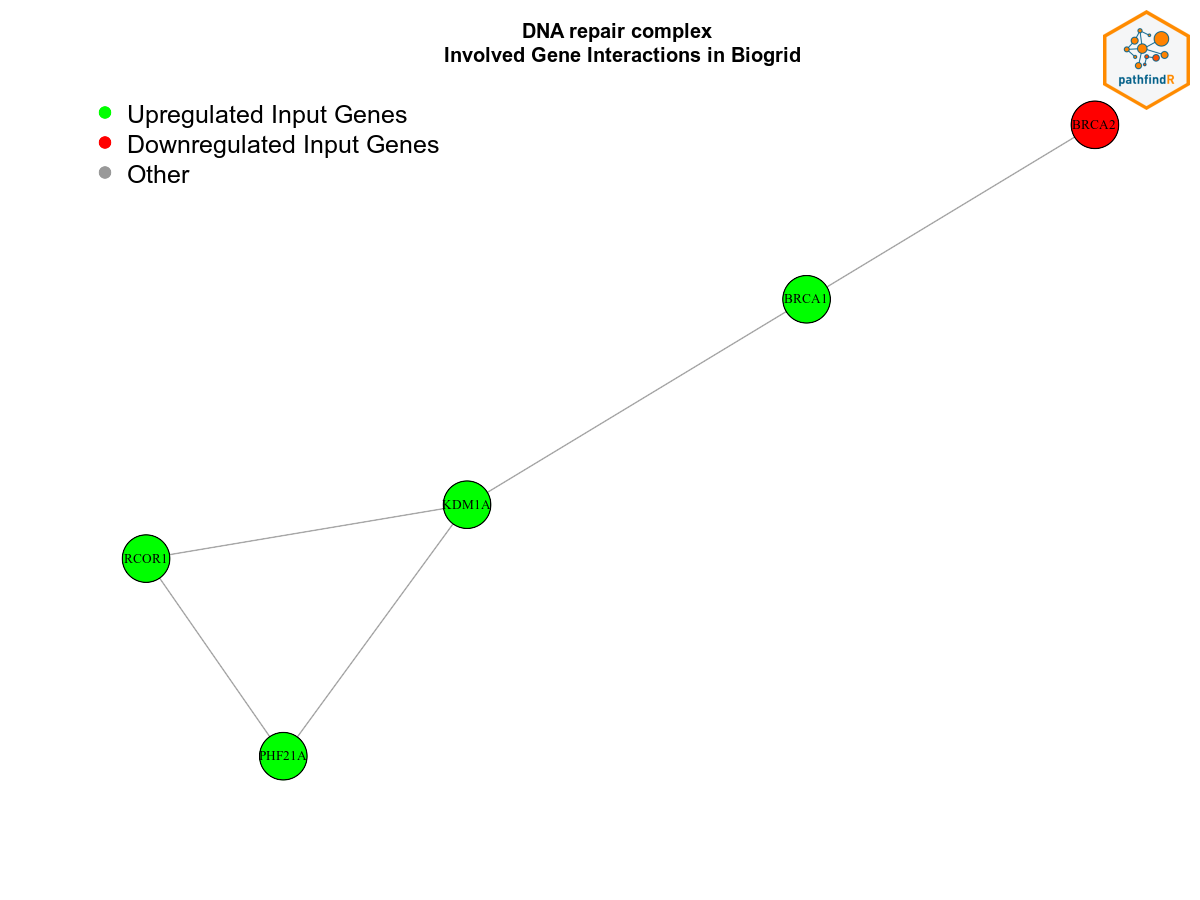 DNA repair complex
Involved Gene Interactions in Biogrid
pathfindR
Upregulated Input Genes
Downregulated Input Genes
Other
BRCA2
BRCA1
KDM1A
RCOR1
PHF21A